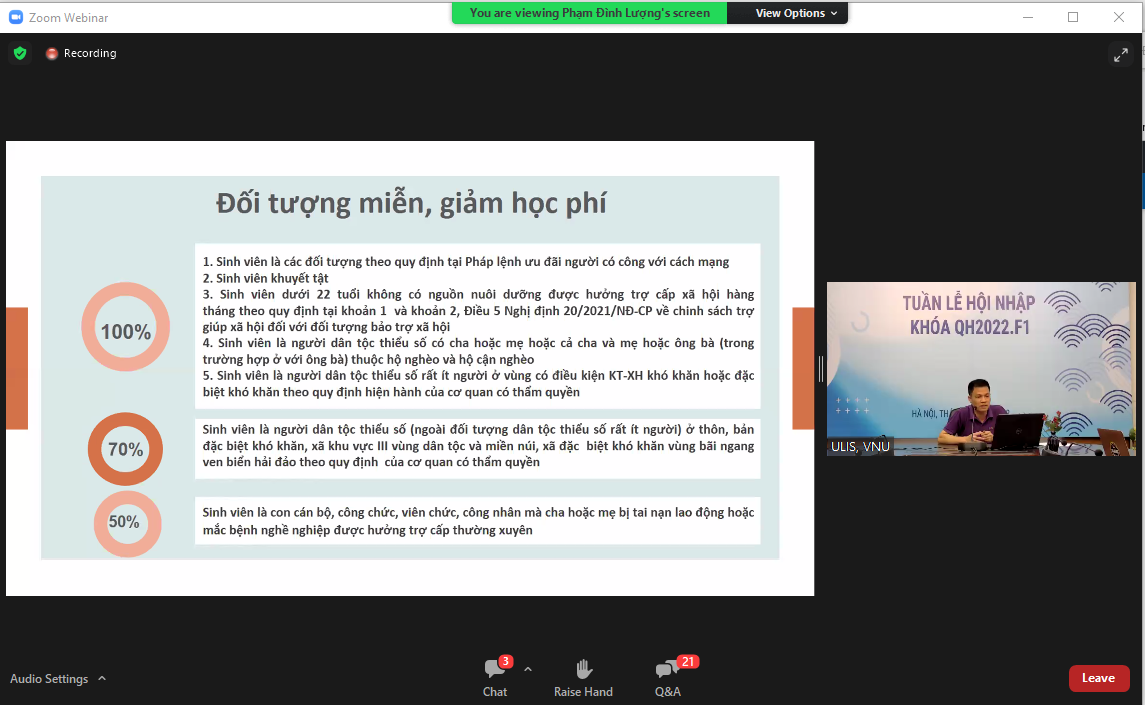 Zoom Webinar
You are viewing Phạm Đình Lượng's screen
View Options
Recording
Đối tượng miễn, giảm học phí
100%
1. Sinh viên là các đối tượng theo quy định tại Pháp lệnh ưu đãi người có công với cách mạng
2. Sinh viên khuyết tật
3. Sinh viên dưới 22 tuổi không có nguồn nuôi dưỡng được hưởng trợ cấp xã hội hàng
tháng theo quy định tại khoản 1 và khoản 2, Điều 5 Nghị định 20/2021/NĐ-CP về chinh sách trợ
giúp xã hội đối với đối tượng bảo trợ xã hội
4. Sinh viên là người dân tộc thiểu số có cha hoặc mẹ hoặc cả cha và mẹ hoặc ông bà (trong
trường hợp ở với ông bà) thuộc hộ nghèo và hộ cận nghèo
5. Sinh viên là người dân tộc thiểu số rất ít người ở vùng có điều kiện KT-XH khó khăn hoặc đặc
biệt khó khăn theo quy định hiện hành của cơ quan có thẩm quyền
70%
Sinh viên là người dân tộc thiểu số (ngoài đối tượng dân tộc thiểu số rất ít người) ở thôn, bản
đặc biệt khó khăn, xã khu vực III vùng dân tộc và miền núi, xã đặc biệt khó khăn vùng bãi ngang
ven biển hải đảo theo quy định của cơ quan có thẩm quyền
50%
Sinh viên là con cán bộ, công chức, viên chức, công nhân mà cha hoặc mẹ bị tai nạn lao động hoặc
mắc bệnh nghề nghiệp được hưởng trợ cấp thường xuyên
TUẦN LỄ HỘI NHẬP
KHÓA QH2022.F1
HÀ NỘI, TH
ULIS, VNU
Audio Settings
3
Chat
Raise Hand
21
Q&A
Leave